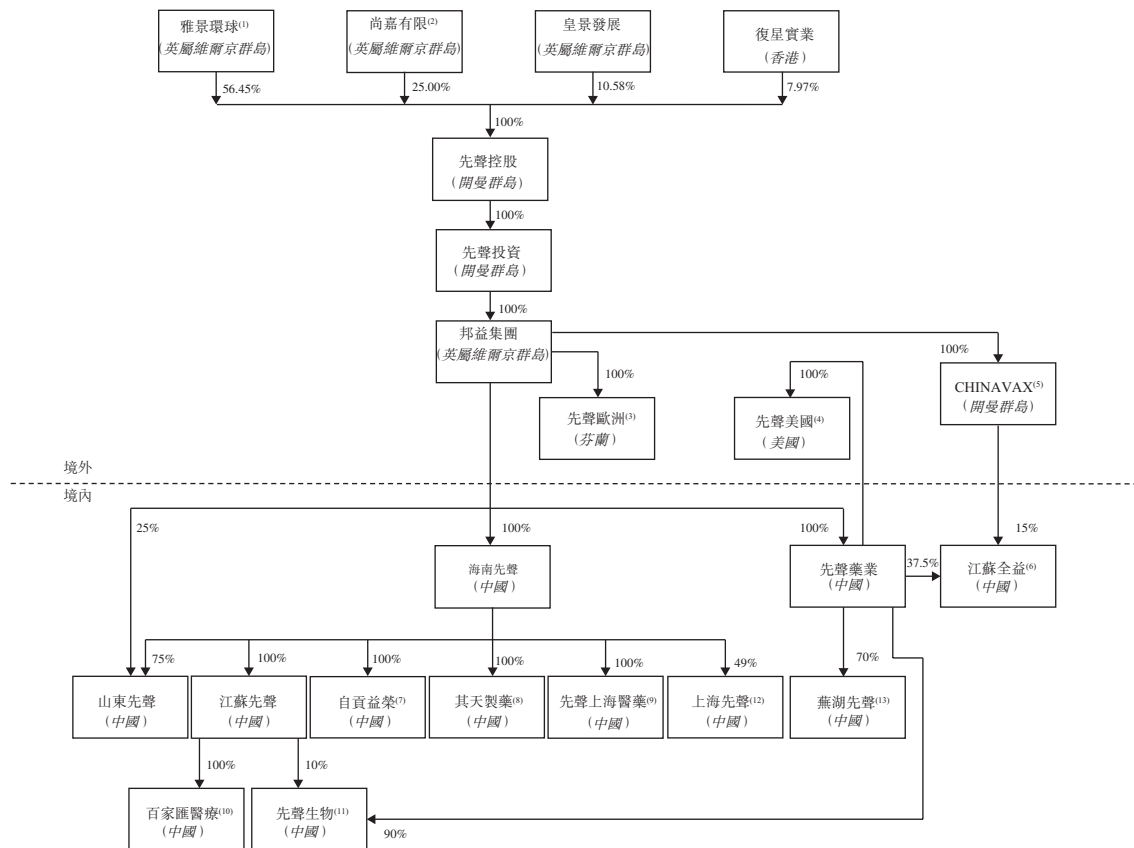 雅景環球(1)
(英屬維爾京群島)
尚嘉有限(2)
(英屬維爾京群島)
皇景發展
(英屬維爾京群島)
復星實業
(香港)
56.45%
25.00%
10.58%
7.97%
100%
先聲控股
(開曼群島)
100%
先聲投資
(開曼群島)
100%
邦益集團
(英屬維爾京群島)
100%
100%
100%
先聲歐洲(3)
(芬蘭)
先聲美國(4)
(美國)
CHINAVAX(5)
(開曼群島)
境外
境內
25%
100%
100%
15%
海南先聲
(中國)
先聲藥業
(中國)
37.5%
江蘇全益(6)
(中國)
75%
100%
100%
100%
100%
49%
70%
山東先聲
(中國)
江蘇先聲
(中國)
自貢益榮(7)
(中國)
其天製藥(8)
(中國)
先聲上海醫藥(9)
(中國)
上海先聲(12)
(中國)
蕪湖先聲(13)
(中國)
100%
10%
百家匯醫療(10)
(中國)
先聲生物(11)
(中國)
90%